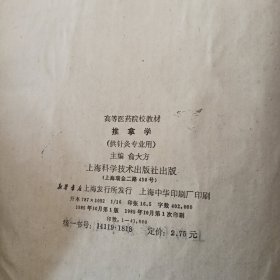 高等医药院校教材
推拿学
(供针灸专业用)
主编 俞大方
上海科学技术出版社出版
(上海瑞金二路450号)
新华书店上海发行所发行 上海中华印刷厂印刷
开本 787×1092 1/16 印张 16.5 字数 402,000
1985年10月第1版 1985年10月第1次印刷
印数:1—43,000
统一书号:14119·1818 定价:2.75元